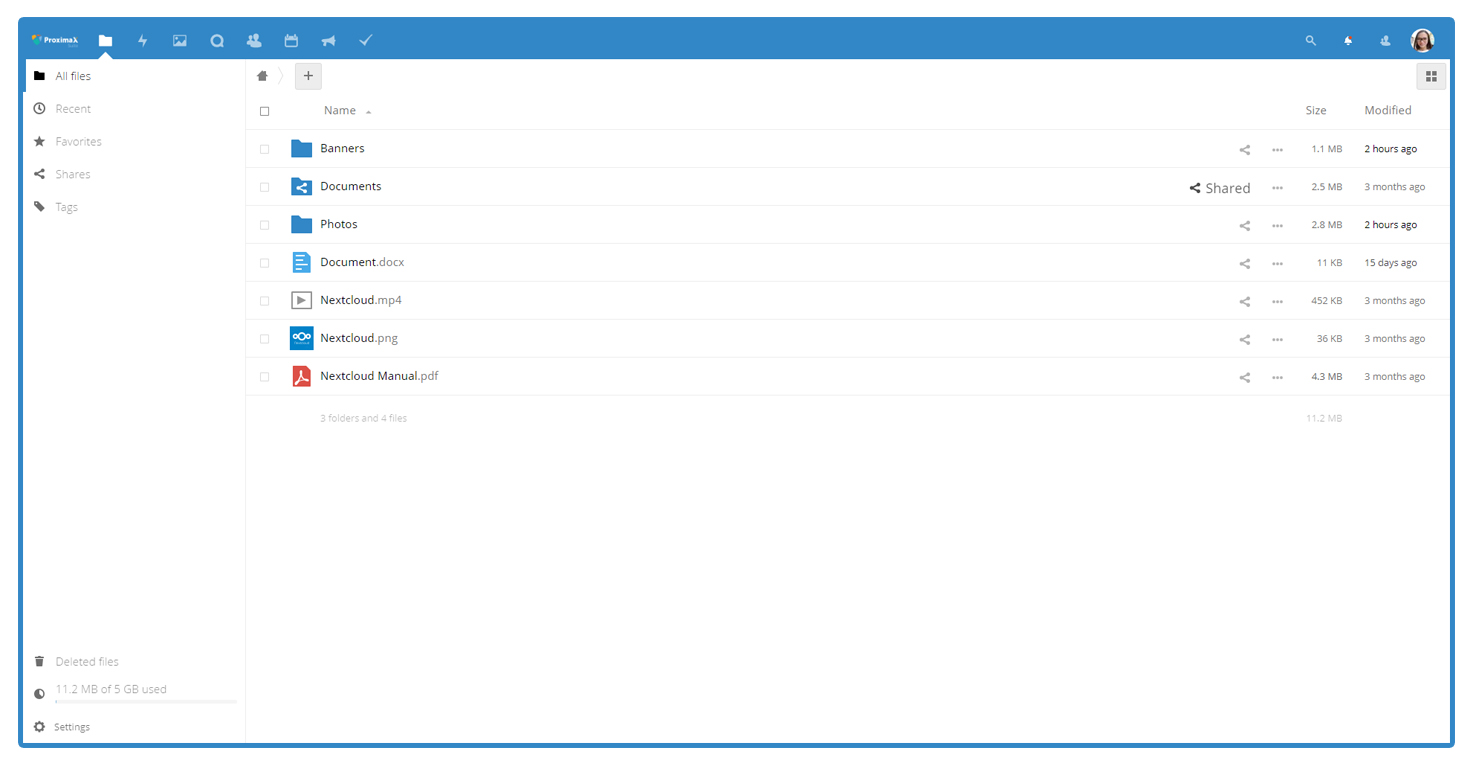 ProximaX
All files
Recent
Favorites
Shares
Tags
Name Size Modified
Banners 1.1 MB 2 hours ago
Documents Shared 2.5 MB 3 months ago
Photos 2.8 MB 2 hours ago
Document.docx 11 KB 15 days ago
Nextcloud.mp4 452 KB 3 months ago
Nextcloud.png 36 KB 3 months ago
Nextcloud Manual.pdf 4.3 MB 3 months ago
3 folders and 4 files 11.2 MB
Deleted files
11.2 MB of 5 GB used
Settings